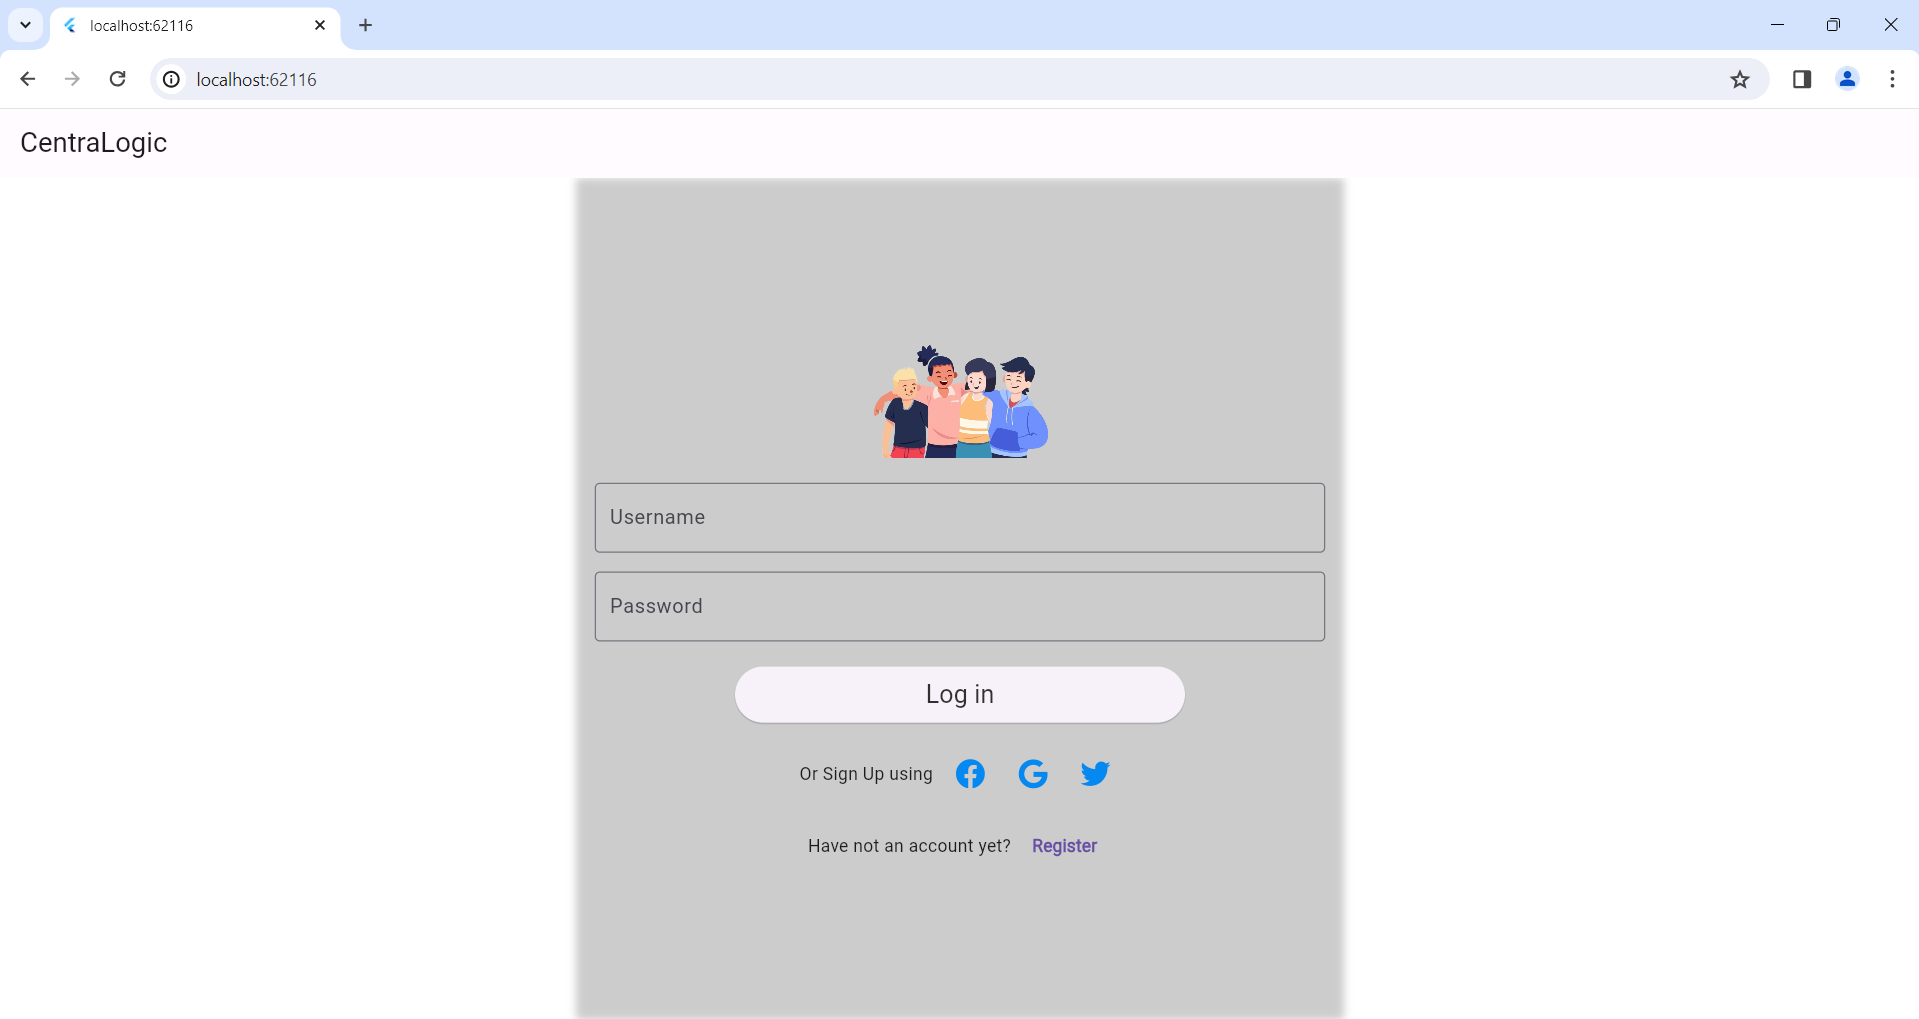 localhost:62116
localhost:62116
CentraLogic
Username
Password
Log in
Or Sign Up using
Have not an account yet? Register